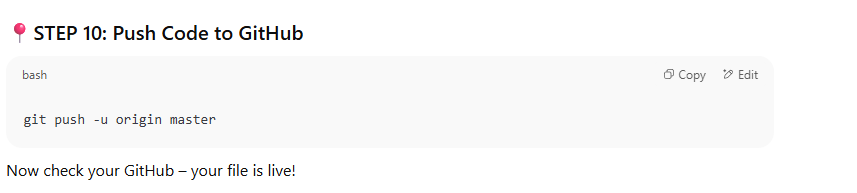 📍 STEP 10: Push Code to GitHub
bash Copy Edit
git push -u origin master
Now check your GitHub – your file is live!